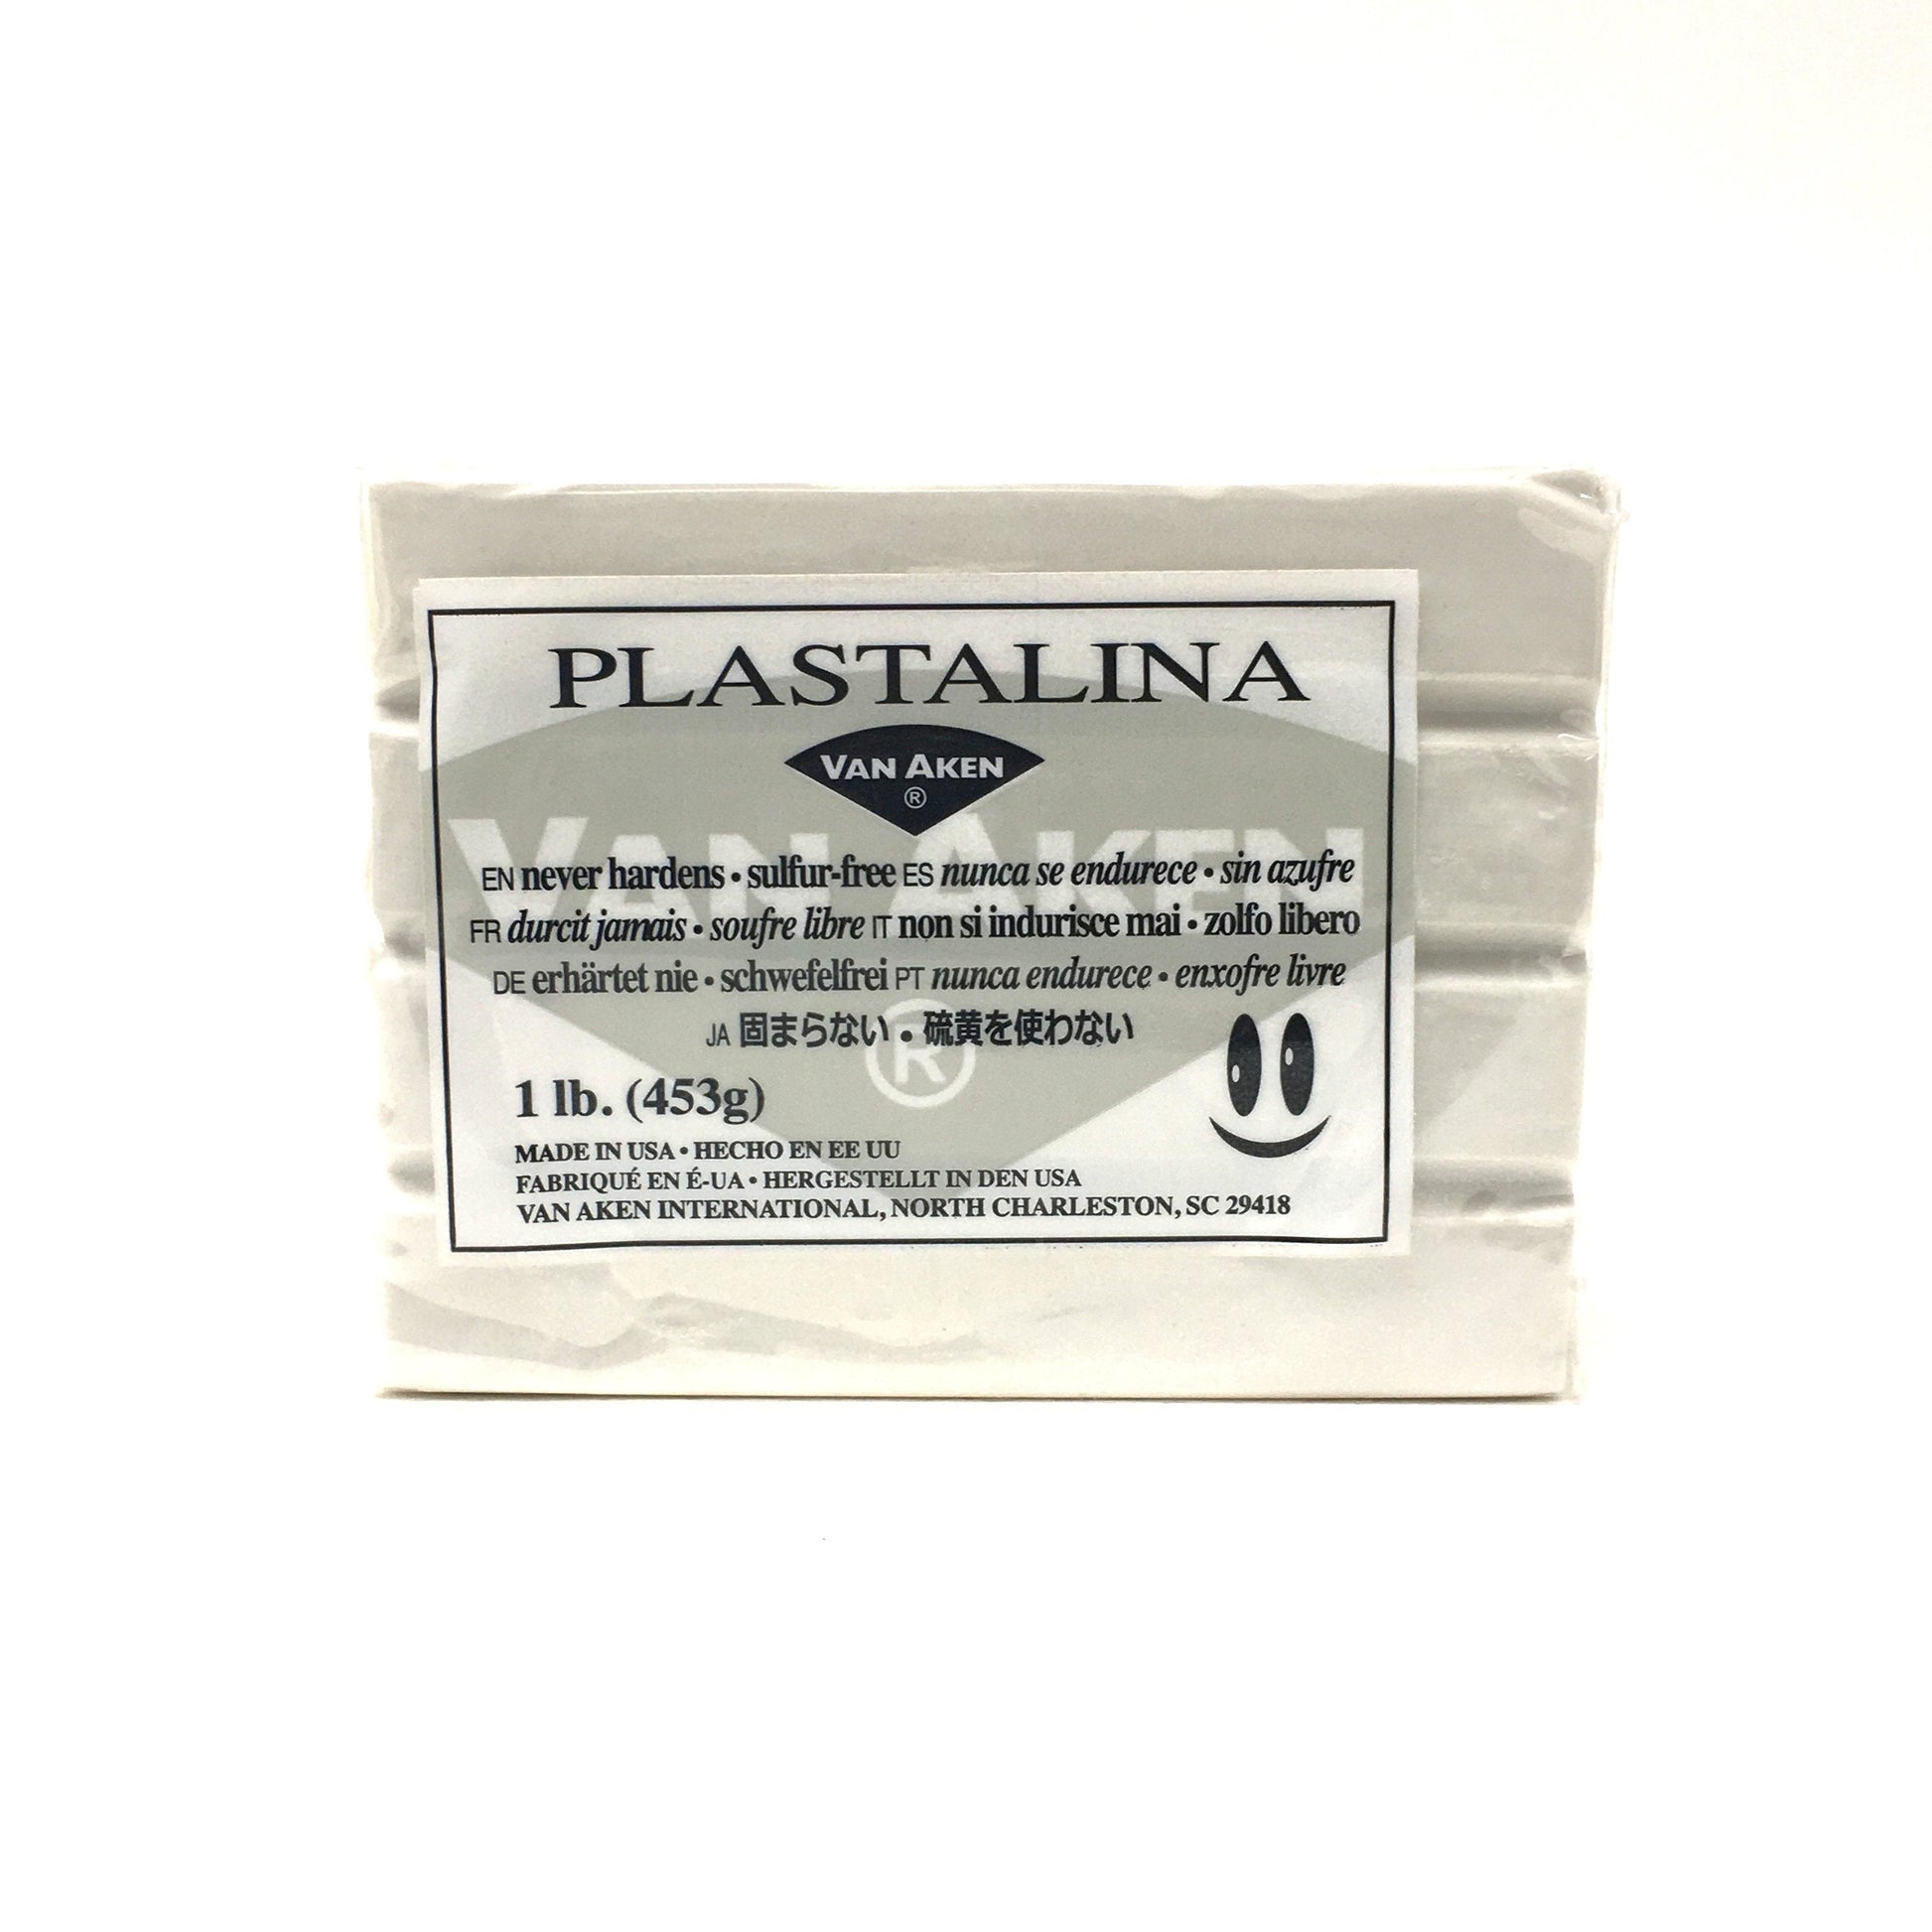 PLASTALINA
VAN AKEN
®
VAN AKEN
EN never hardens • sulfur-free ES nunca se endurece • sin azufre
FR durcit jamais • soufre libre IT non si indurisce mai • zolfo libero
DE erhärtet nie • schwefelfrei PT nunca endurece • enxofre livre
JA 固まらない • 硫黄を使わない
®
1 lb. (453g)
MADE IN USA • HECHO EN EE UU
FABRIQUÉ EN É-UA • HERGESTELLT IN DEN USA
VAN AKEN INTERNATIONAL, NORTH CHARLESTON, SC 29418